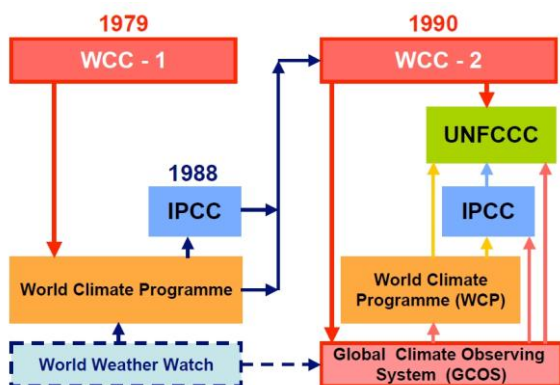 1979
1990
WCC - 1
WCC - 2
UNFCCC
1988
IPCC
IPCC
World Climate Programme
World Climate
Programme (WCP)
World Weather Watch
Global Climate Observing
System (GCOS)